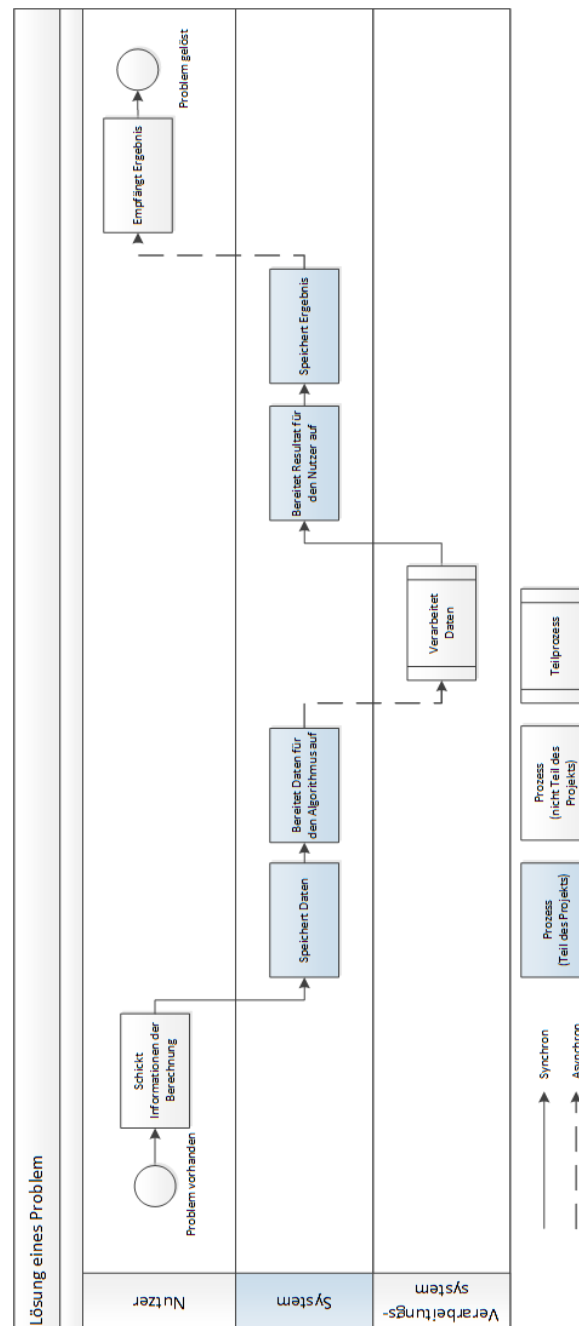 Lösung eines Problem
Nutzer
Problem vorhanden
Schickt
Informationen der
Berechnung
Empfängt Ergebnis
Problem gelöst
System
Speichert Daten
Bereitet Daten für
den Algorithmus auf
Bereitet Resultat für
den Nutzer auf
Speichert Ergebnis
Verarbeitungs-
system
Verarbeitet
Daten
Synchron
Asynchron
Prozess
(Teil des Projekts)
Prozess
(nicht Teil des
Projekts)
Teilprozess